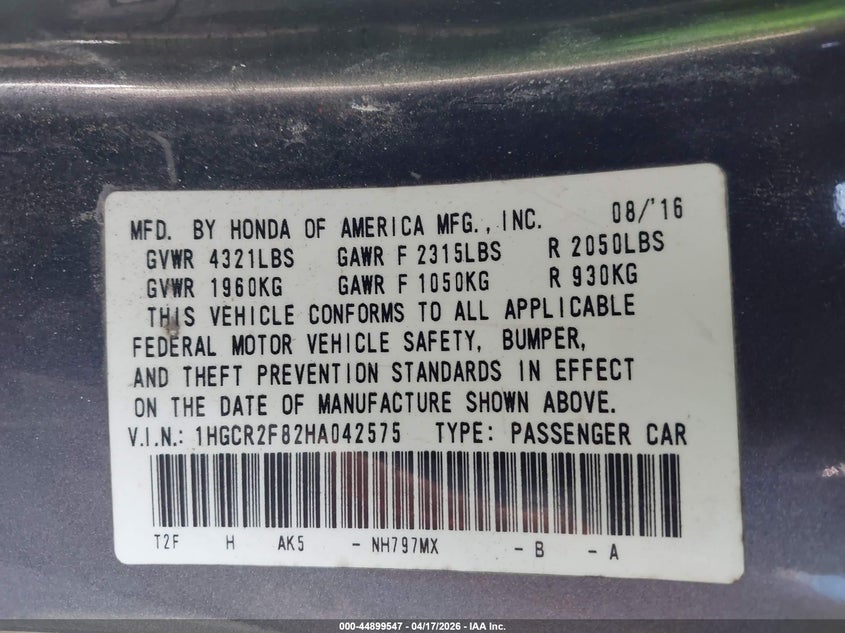 MFD. BY HONDA OF AMERICA MFG., INC. 08/'16
GVWR 4321LBS GAWR F 2315LBS R 2050LBS
GVWR 1960KG GAWR F 1050KG R 930KG
THIS VEHICLE CONFORMS TO ALL APPLICABLE
FEDERAL MOTOR VEHICLE SAFETY, BUMPER,
AND THEFT PREVENTION STANDARDS IN EFFECT
ON THE DATE OF MANUFACTURE SHOWN ABOVE.
V.I.N.: 1HGCR2F82HA042575 TYPE: PASSENGER CAR
T2F H AK5 - NH797MX - B - A
000-44899547 | 04/17/2026 | IAA Inc.